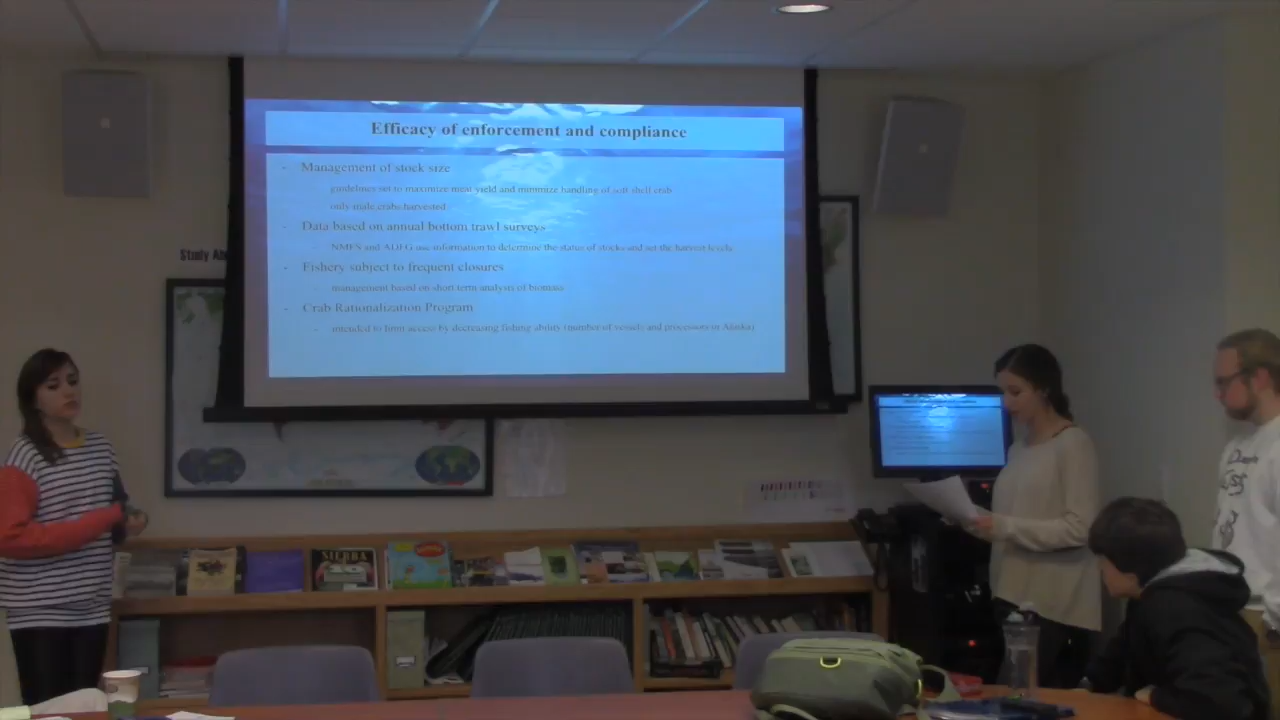 Efficacy of enforcement and compliance
- Management of stock size
- guidelines set to maximize meat yield and minimize handling of soft shell crab
- only male crabs harvested
- Data based on annual bottom trawl surveys
- NMFS and ADFG use information to determine the status of stocks and set the harvest levels
- Fishery subject to frequent closures
- management based on short term analysis of biomass
- Crab Rationalization Program
- intended to limit access by decreasing fishing ability (number of vessels and processors in Alaska)
Study
SIERRA